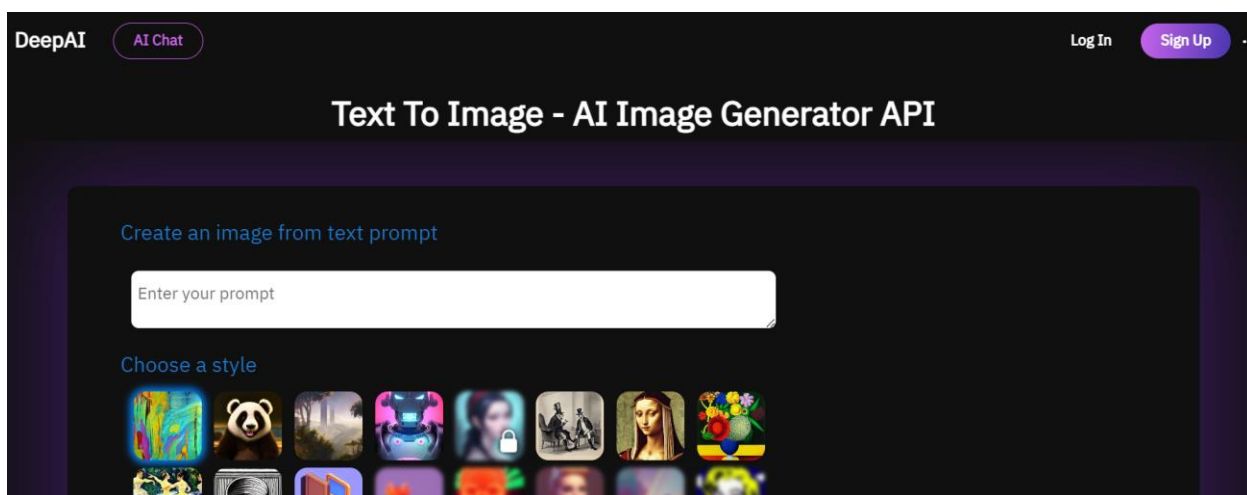 DeepAI AI Chat Log In Sign Up
Text To Image - AI Image Generator API
Create an image from text prompt
Enter your prompt
Choose a style